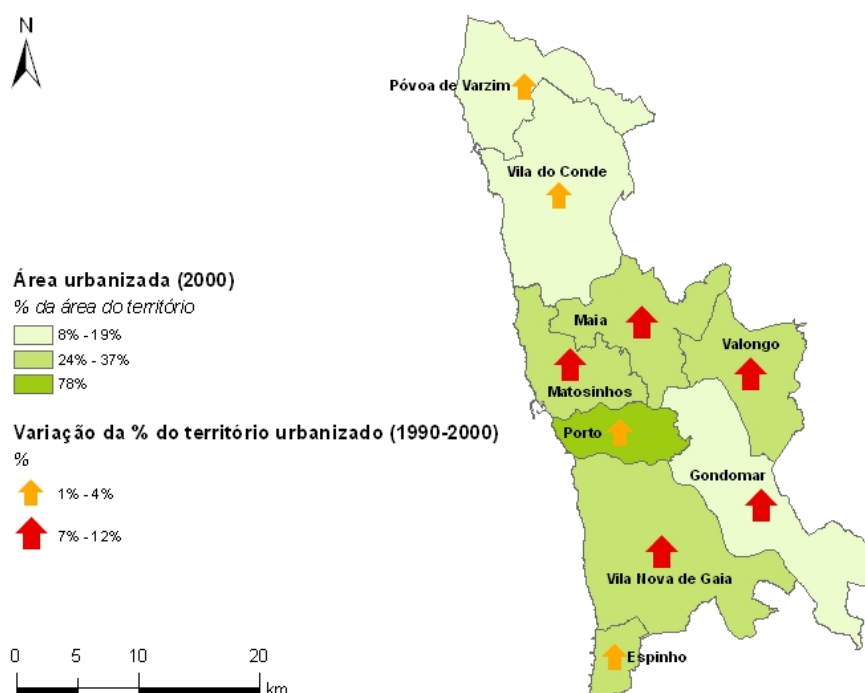 N
Póvoa de Varzim
Vila do Conde
Área urbanizada (2000)
% da área do território
8% - 19%
24% - 37%
78%
Maia
Valongo
Matosinhos
Porto
Variação da % do território urbanizado (1990-2000)
%
1% - 4%
7% - 12%
Gondomar
Vila Nova de Gaia
Espinho
0 5 10 20
km